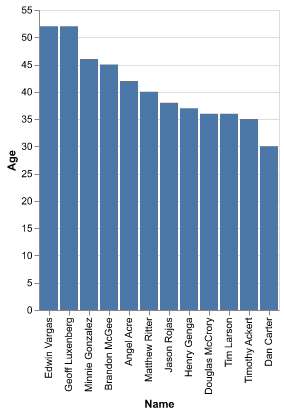 55
50
45
40
35
30
25
20
15
10
5
0
Age
Edwin Vargas
Geoff Luxenberg
Minnie Gonzalez
Brandon McGee
Angel Acre
Matthew Ritter
Jason Rojas
Henry Genga
Douglas McCrory
Tim Larson
Timothy Ackert
Dan Carter
Name